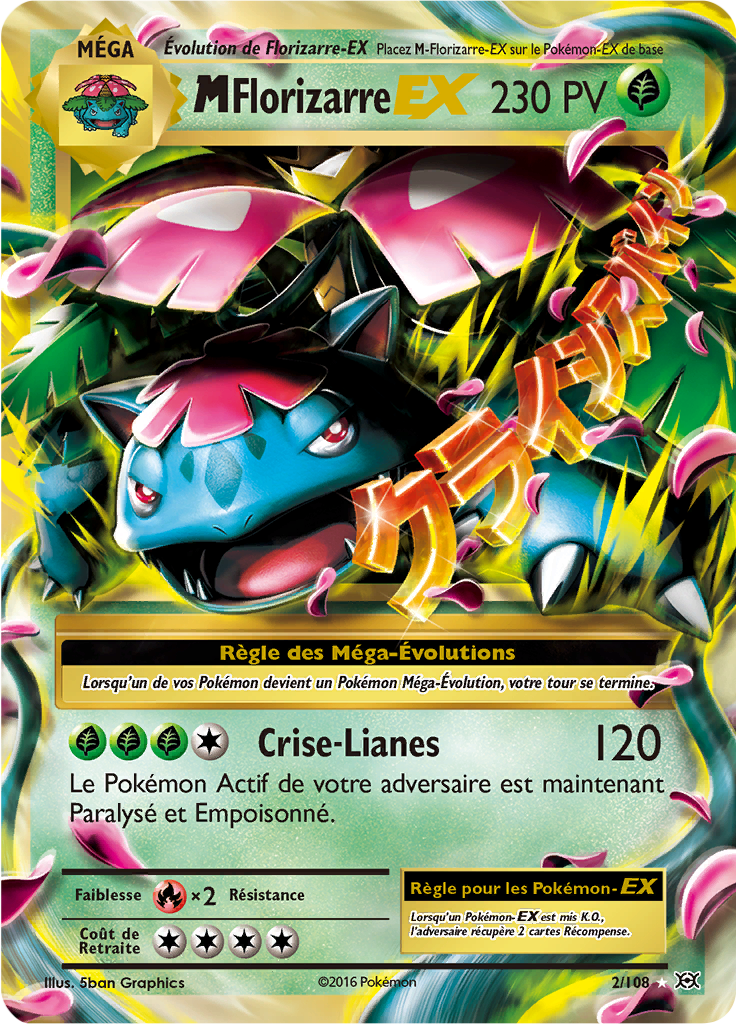 MÉGA
Évolution de Florizarre-EX Placez M-Florizarre-EX sur le Pokémon-EX de base
MFlorizarre EX 230 PV
Règle des Méga-Évolutions
Lorsqu'un de vos Pokémon devient un Pokémon Méga-Évolution, votre tour se termine.
Crise-Lianes 120
Le Pokémon Actif de votre adversaire est maintenant
Paralysé et Empoisonné.
Faiblesse ×2 Résistance
Règle pour les Pokémon-EX
Lorsqu'un Pokémon-EX est mis K.O.,
l'adversaire récupère 2 cartes Récompense.
Coût de
Retraite
Illus. 5ban Graphics ©2016 Pokémon 2/108